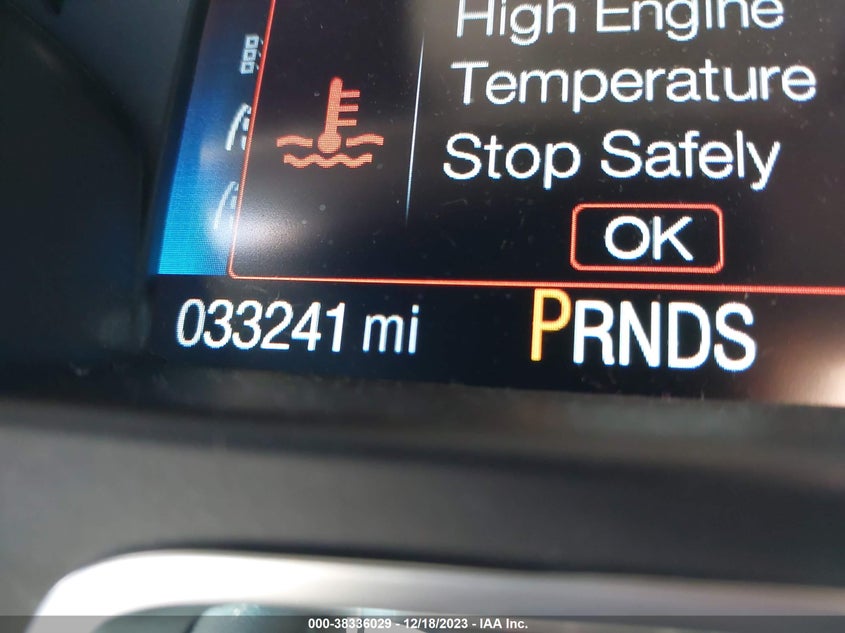 High Engine
Temperature
Stop Safely
OK
033241 mi PRNDS
000-38336029 - 12/18/2023 - IAA Inc.